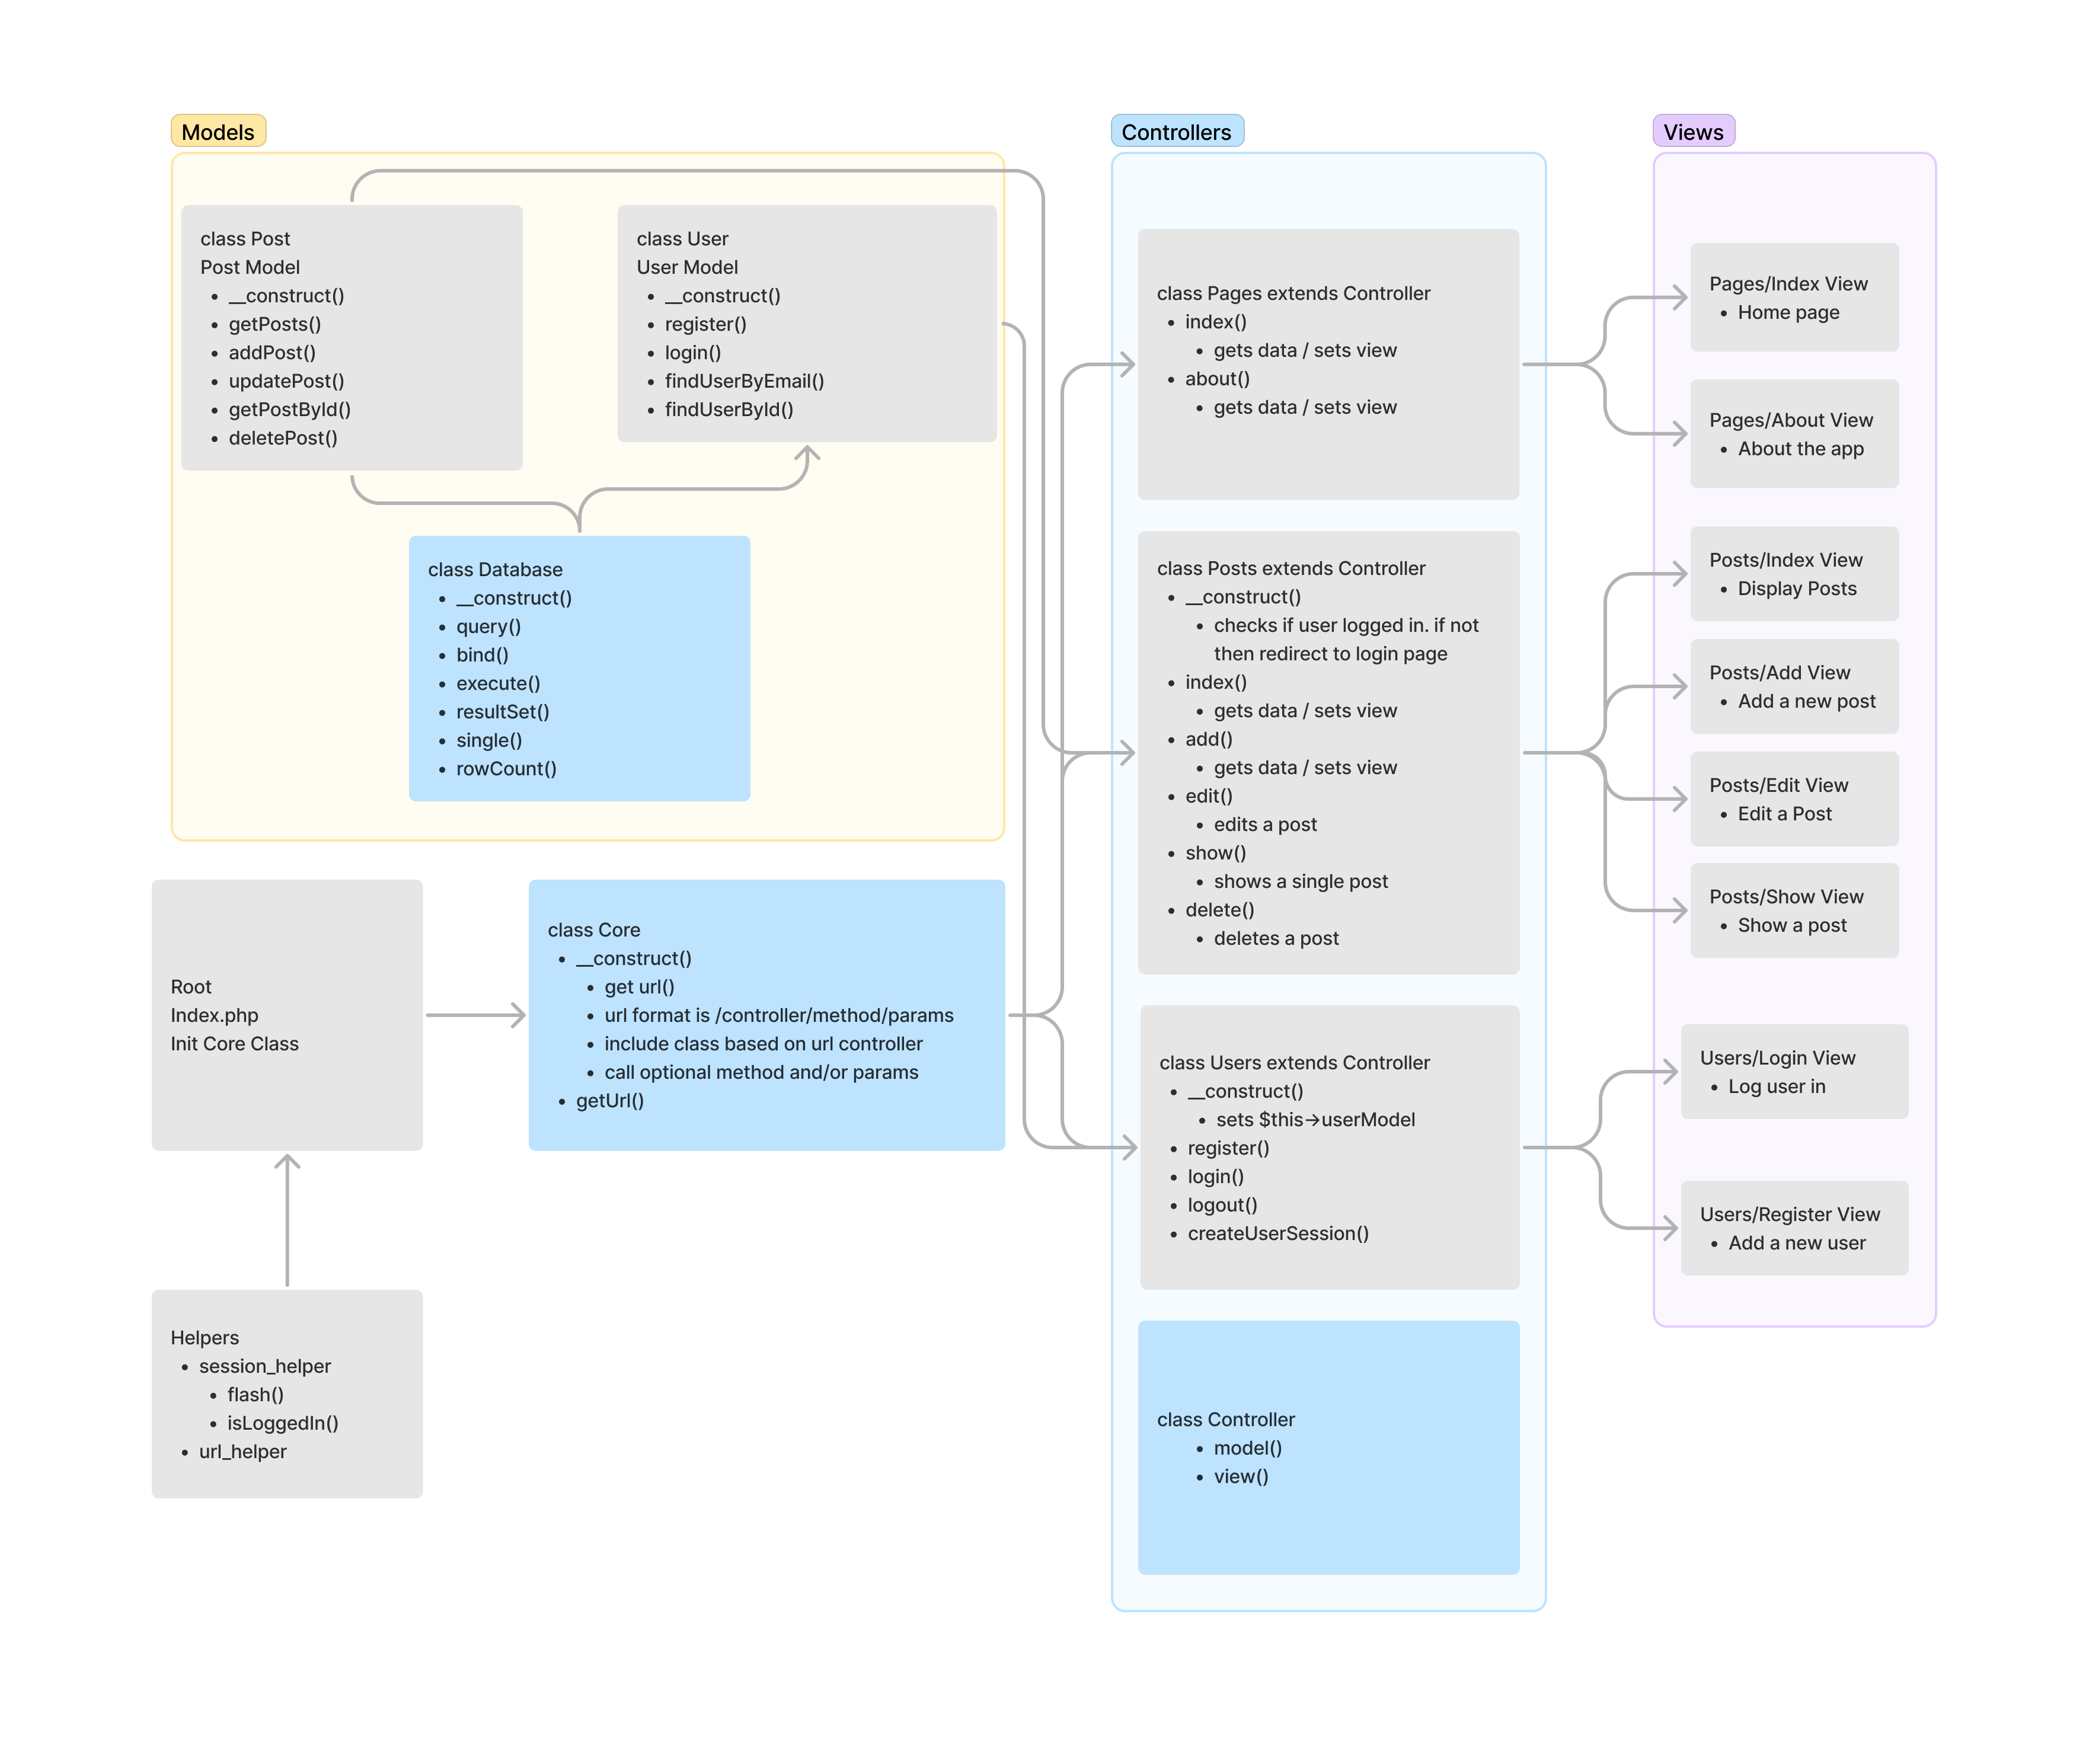 Models
class Post
Post Model
__construct()
getPosts()
addPost()
updatePost()
getPostById()
deletePost()
class User
User Model
__construct()
register()
login()
findUserByEmail()
findUserById()
class Database
__construct()
query()
bind()
execute()
resultSet()
single()
rowCount()
Root
Index.php
Init Core Class
class Core
__construct()
get url()
url format is /controller/method/params
include class based on url controller
call optional method and/or params
getUrl()
Helpers
session_helper
flash()
isLoggedIn()
url_helper
Controllers
class Pages extends Controller
index()
gets data / sets view
about()
gets data / sets view
class Posts extends Controller
__construct()
checks if user logged in. if not
then redirect to login page
index()
gets data / sets view
add()
gets data / sets view
edit()
edits a post
show()
shows a single post
delete()
deletes a post
class Users extends Controller
__construct()
sets $this→userModel
register()
login()
logout()
createUserSession()
class Controller
model()
view()
Views
Pages/Index View
Home page
Pages/About View
About the app
Posts/Index View
Display Posts
Posts/Add View
Add a new post
Posts/Edit View
Edit a Post
Posts/Show View
Show a post
Users/Login View
Log user in
Users/Register View
Add a new user